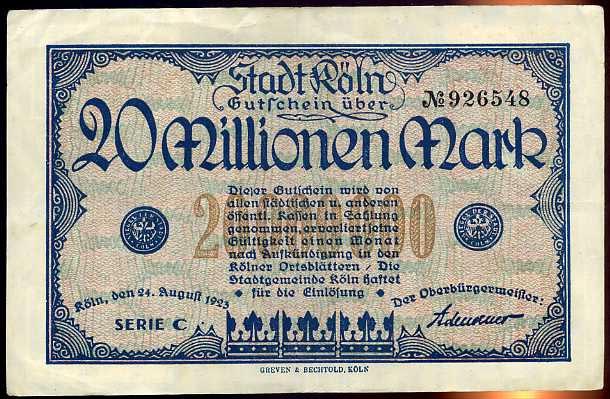 Stadt Köln
Gutschein über
№ 926548
20 Millionen Mark
Dieser Gutschein wird von
allen städtischen u. anderen
öffentl. Kassen in Zahlung
genommen, er verliert seine
Gültigkeit einen Monat
nach Aufkündigung in den
Kölner Ortsblättern / Die
Stadtgemeinde Köln haftet
für die Einlösung
Köln, den 24. August 1923
Der Oberbürgermeister:
Adenauer
SERIE C
GREVEN & BECHTOLD, KÖLN